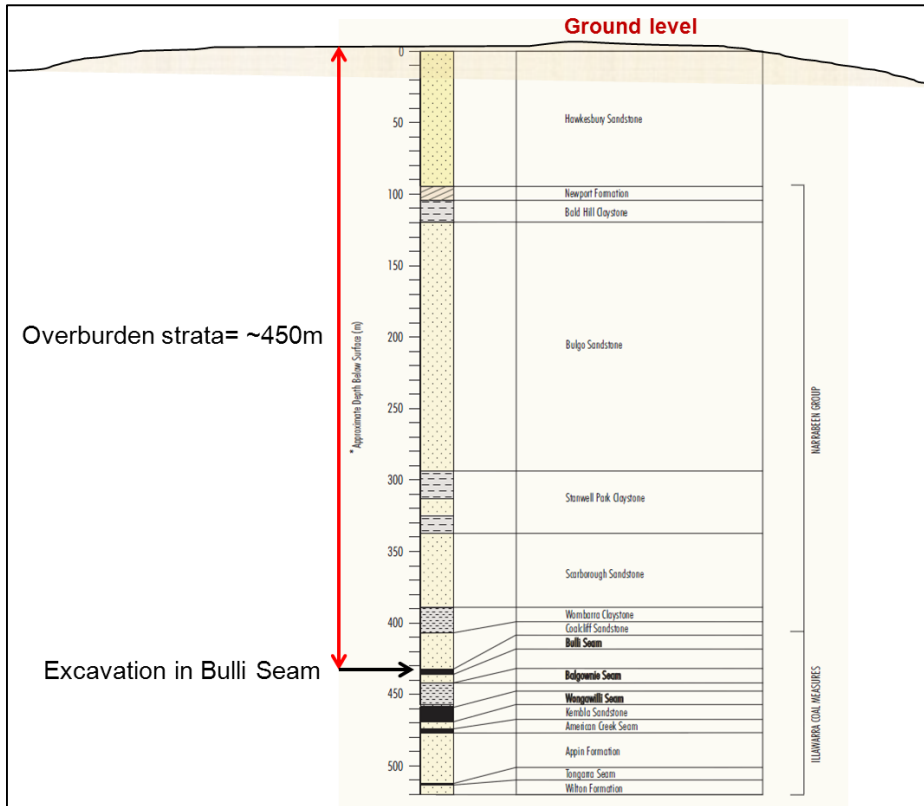 Ground level
0
Hawkesbury Sandstone
50
100
Newport Formation
Bald Hill Claystone
150
Overburden strata= ~450m
* Approximate Depth Below Surface (m)
200
Bulgo Sandstone
NARRABEEN GROUP
250
300
Stanwell Park Claystone
350
Scarborough Sandstone
400
Wombarra Claystone
Coalcliff Sandstone
Bulli Seam
Excavation in Bulli Seam
Balgownie Seam
450
Wongawilli Seam
Kembla Sandstone
American Creek Seam
ILLAWARRA COAL MEASURES
Appin Formation
500
Tongarra Seam
Wilton Formation